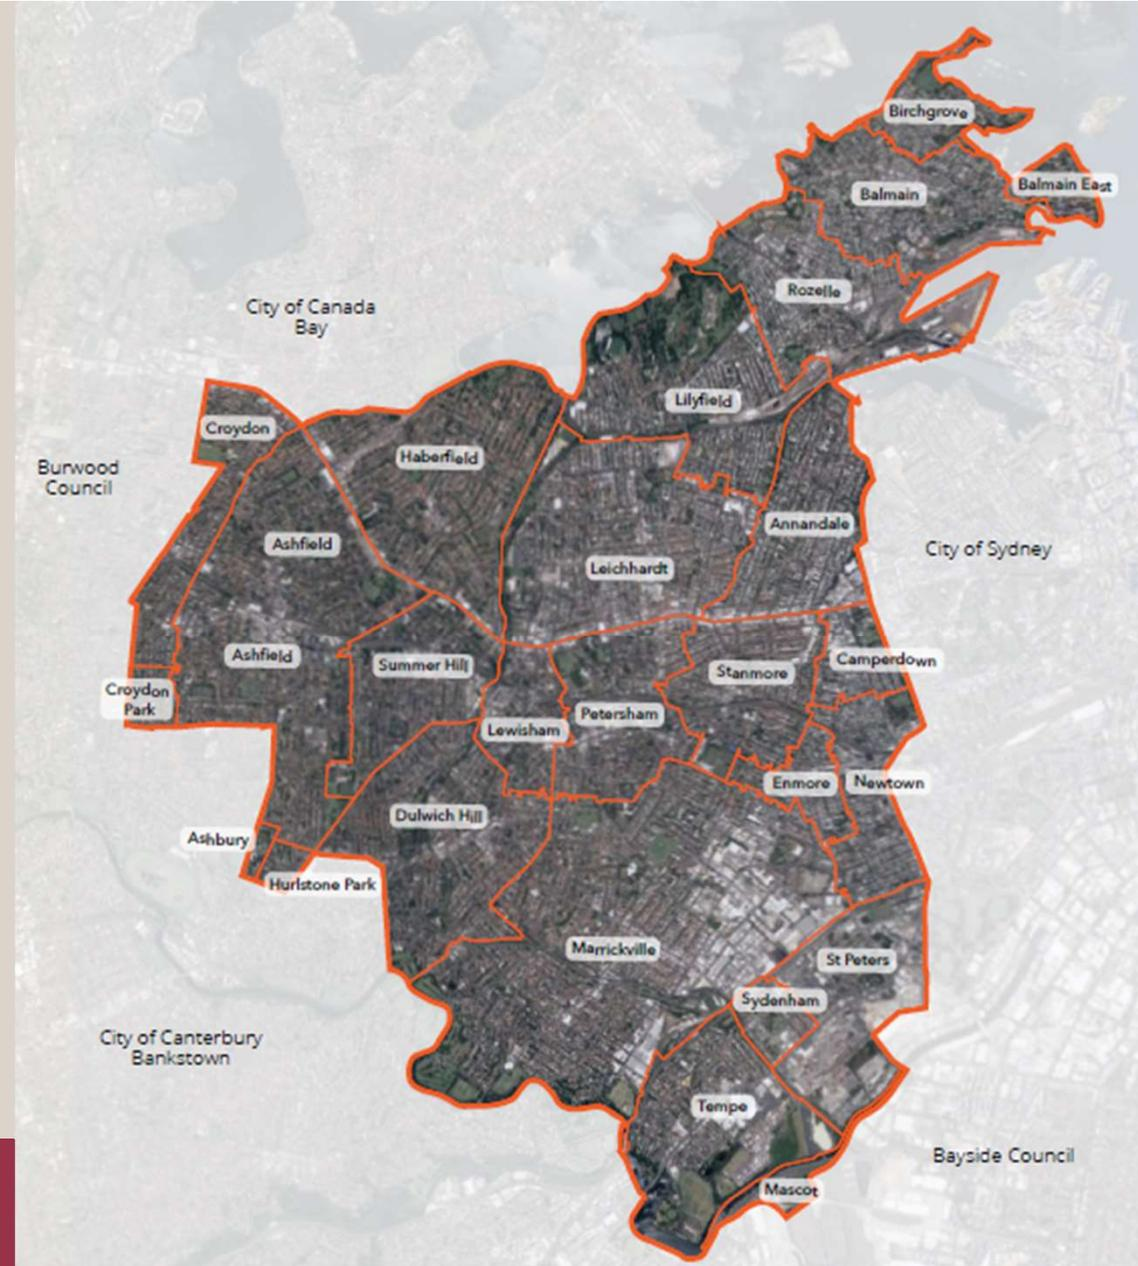 Birchgrove
Balmain East
Balmain
Rozelle
City of Canada
Bay
Lilyfield
Croydon
Haberfield
Burwood
Council
Annandale
Ashfield
City of Sydney
Leichhardt
Ashfield
Summer Hill
Camperdown
Stanmore
Croydon
Park
Petersham
Lewisham
Enmore
Newtown
Dulwich Hill
Ashbury
Hurlstone Park
Marrickville
St Peters
Sydenham
City of Canterbury
Bankstown
Tempe
Bayside Council
Mascot